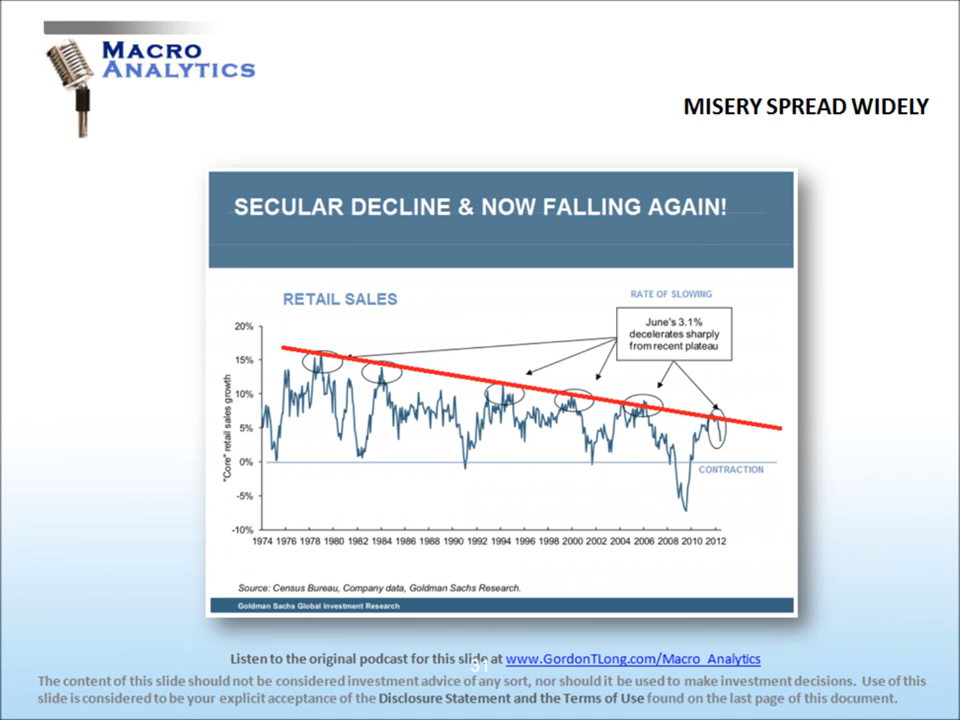 MACRO
ANALYTICS
MISERY SPREAD WIDELY
SECULAR DECLINE & NOW FALLING AGAIN!
RETAIL SALES
RATE OF SLOWING
June's 3.1%
decelerates sharply
from recent plateau
"Core" retail sales growth
20%
15%
10%
5%
0%
-5%
-10%
CONTRACTION
1974 1976 1978 1980 1982 1984 1986 1988 1990 1992 1994 1996 1998 2000 2002 2004 2006 2008 2010 2012
Source: Census Bureau, Company data, Goldman Sachs Research.
Goldman Sachs Global Investment Research
Listen to the original podcast for this slide at www.GordonTLong.com/Macro_Analytics
31
The content of this slide should not be considered investment advice of any sort, nor should it be used to make investment decisions. Use of this
slide is considered to be your explicit acceptance of the Disclosure Statement and the Terms of Use found on the last page of this document.